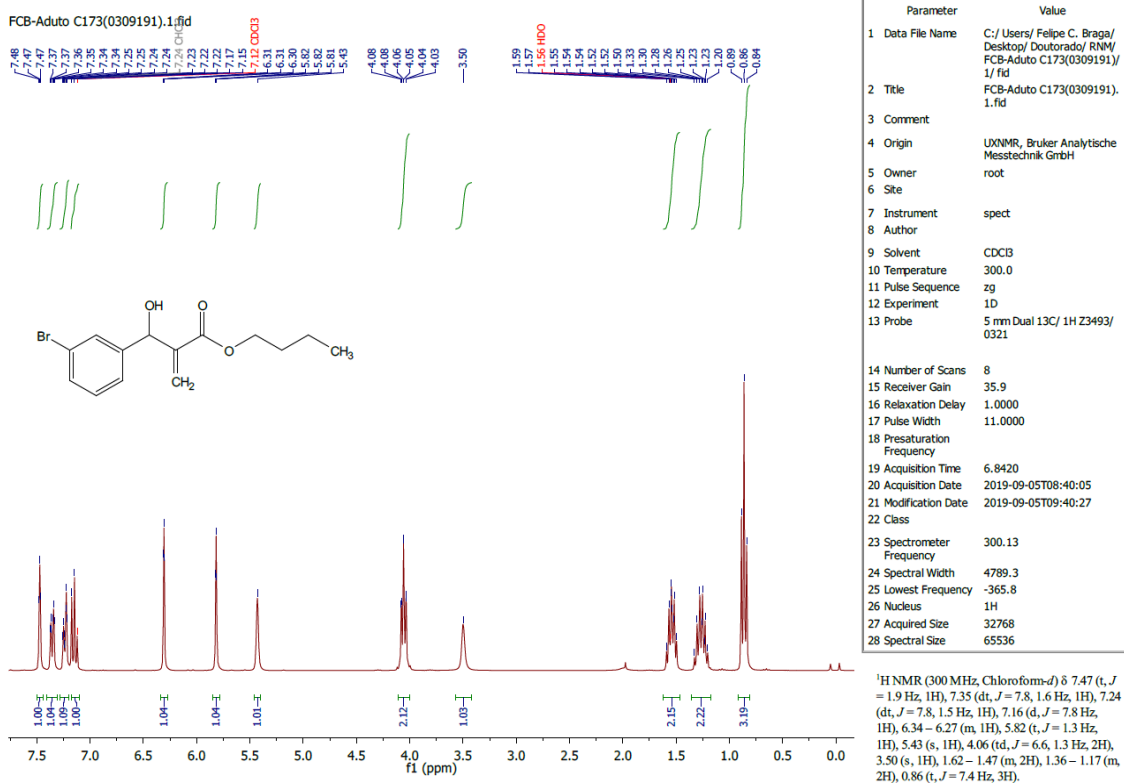 FCB-Aduto C173(0309191).1.fid
7.48
7.47
7.47
7.37
7.37
7.36
7.35
7.34
7.34
7.25
7.25
7.24
7.24
7.24 CHCl3
7.23
7.22
7.22
7.17
7.15
7.12 CDCl3
6.31
6.31
6.30
5.82
5.82
5.81
5.43
4.08
4.08
4.06
4.05
4.04
4.03
3.50
1.59
1.57
1.56 HDO
1.55
1.54
1.54
1.52
1.52
1.50
1.33
1.30
1.28
1.26
1.25
1.23
1.23
1.20
0.89
0.86
0.84
OH
O
Br
O
CH3
CH2
1.00
1.04
1.09
1.00
1.04
1.04
1.01
2.12
1.03
2.15
2.22
3.19
7.5 7.0 6.5 6.0 5.5 5.0 4.5 4.0 3.5 3.0 2.5 2.0 1.5 1.0 0.5 0.0
f1 (ppm)
Parameter Value
1 Data File Name C:/ Users/ Felipe C. Braga/
Desktop/ Doutorado/ RNM/
FCB-Aduto C173(0309191)/
1/ fid
2 Title FCB-Aduto C173(0309191).
1.fid
3 Comment
4 Origin UXNMR, Bruker Analytische
Messtechnik GmbH
5 Owner root
6 Site
7 Instrument spect
8 Author
9 Solvent CDCl3
10 Temperature 300.0
11 Pulse Sequence zg
12 Experiment 1D
13 Probe 5 mm Dual 13C/ 1H Z3493/
0321
14 Number of Scans 8
15 Receiver Gain 35.9
16 Relaxation Delay 1.0000
17 Pulse Width 11.0000
18 Presaturation
Frequency
19 Acquisition Time 6.8420
20 Acquisition Date 2019-09-05T08:40:05
21 Modification Date 2019-09-05T09:40:27
22 Class
23 Spectrometer 300.13
Frequency
24 Spectral Width 4789.3
25 Lowest Frequency -365.8
26 Nucleus 1H
27 Acquired Size 32768
28 Spectral Size 65536
¹H NMR (300 MHz, Chloroform-d) δ 7.47 (t, J
= 1.9 Hz, 1H), 7.35 (dt, J = 7.8, 1.6 Hz, 1H), 7.24
(dt, J = 7.8, 1.5 Hz, 1H), 7.16 (d, J = 7.8 Hz,
1H), 6.34 – 6.27 (m, 1H), 5.82 (t, J = 1.3 Hz,
1H), 5.43 (s, 1H), 4.06 (td, J = 6.6, 1.3 Hz, 2H),
3.50 (s, 1H), 1.62 – 1.47 (m, 2H), 1.36 – 1.17 (m,
2H), 0.86 (t, J = 7.4 Hz, 3H).